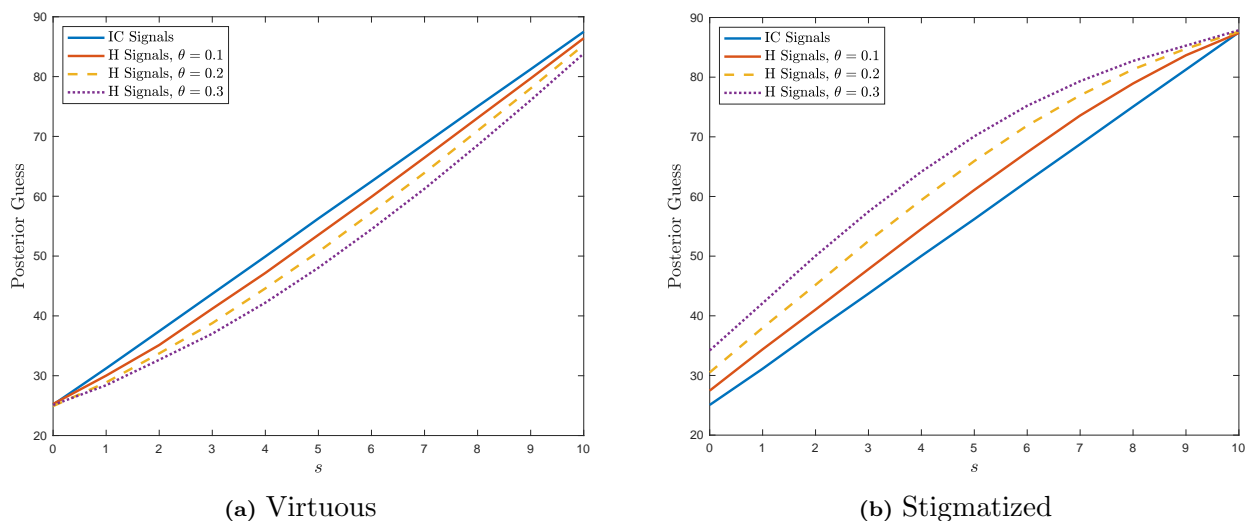 90
80
70
60
50
40
30
20
Posterior Guess
IC Signals
H Signals, θ = 0.1
H Signals, θ = 0.2
H Signals, θ = 0.3
0 1 2 3 4 5 6 7 8 9 10
s
(a) Virtuous
90
80
70
60
50
40
30
20
Posterior Guess
IC Signals
H Signals, θ = 0.1
H Signals, θ = 0.2
H Signals, θ = 0.3
0 1 2 3 4 5 6 7 8 9 10
s
(b) Stigmatized